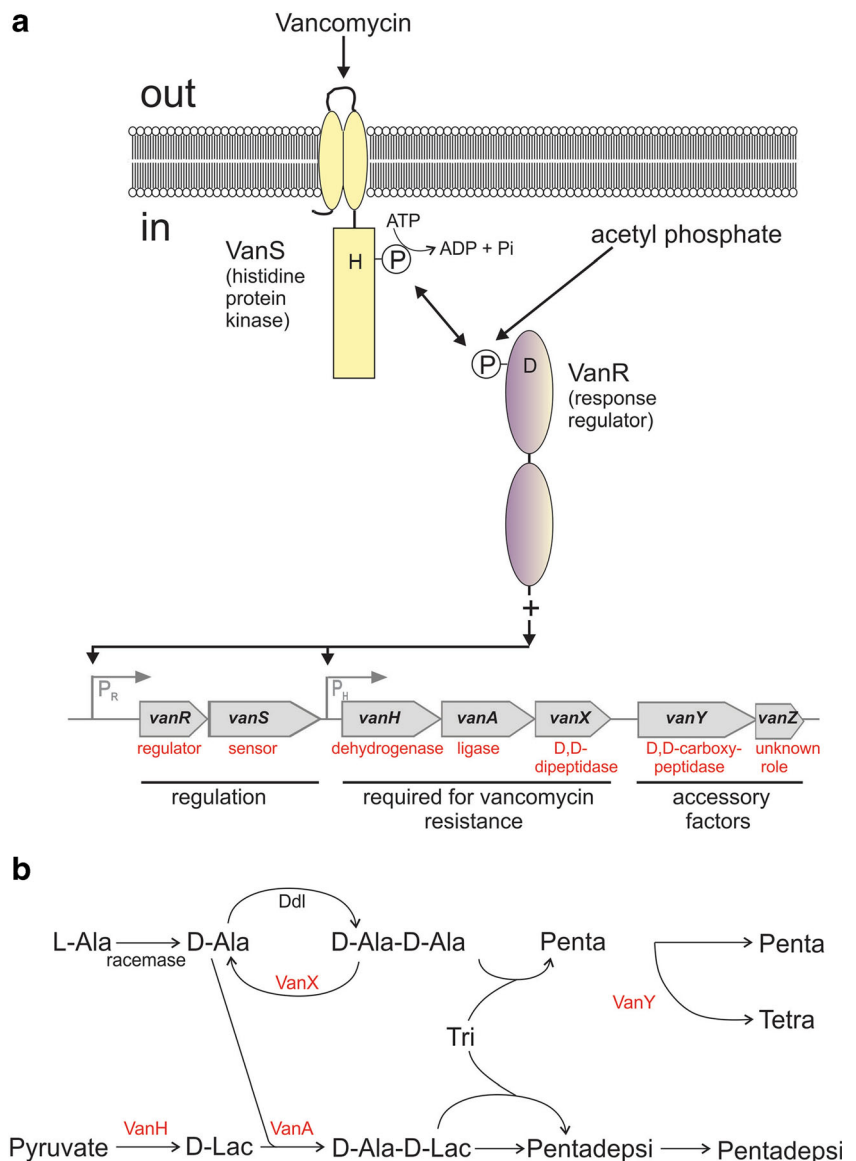 a
Vancomycin
out
in
ATP
ADP + Pi
acetyl phosphate
VanS
(histidine
protein
kinase)
H
P
P
D
VanR
(response
regulator)
+
PR
PH
vanR
vanS
vanH
vanA
vanX
vanY
vanZ
regulator
sensor
dehydrogenase
ligase
D,D-
dipeptidase
D,D-carboxy-
peptidase
unknown
role
regulation
required for vancomycin
resistance
accessory
factors
b
Ddl
L-Ala
racemase
D-Ala
D-Ala-D-Ala
Penta
Penta
VanX
VanY
Tetra
Tri
VanH
VanA
Pyruvate
D-Lac
D-Ala-D-Lac
Pentadepsi
Pentadepsi